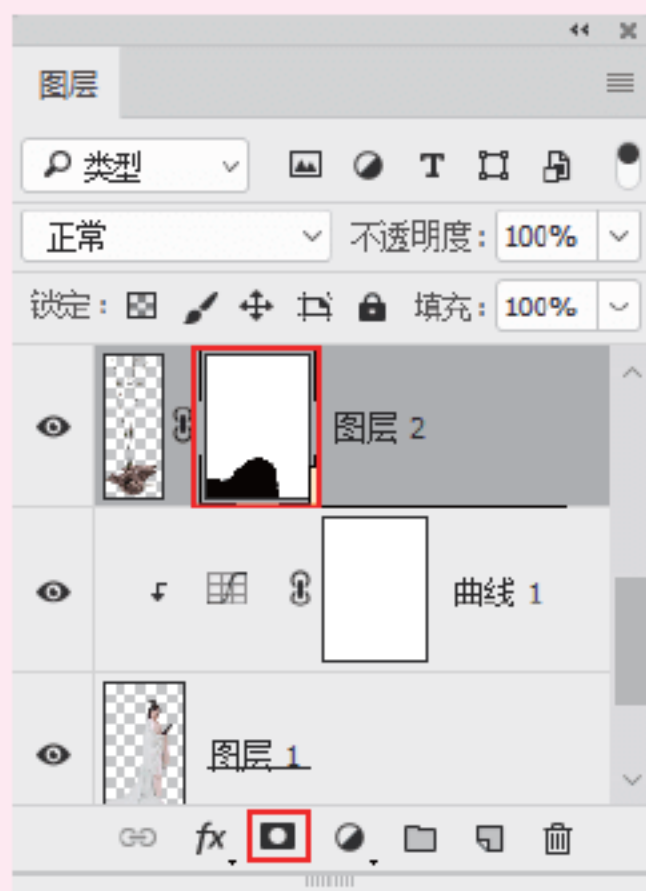 图层
类型
正常 不透明度: 100%
锁定: 填充: 100%
图层 2
曲线 1
图层 1
fx